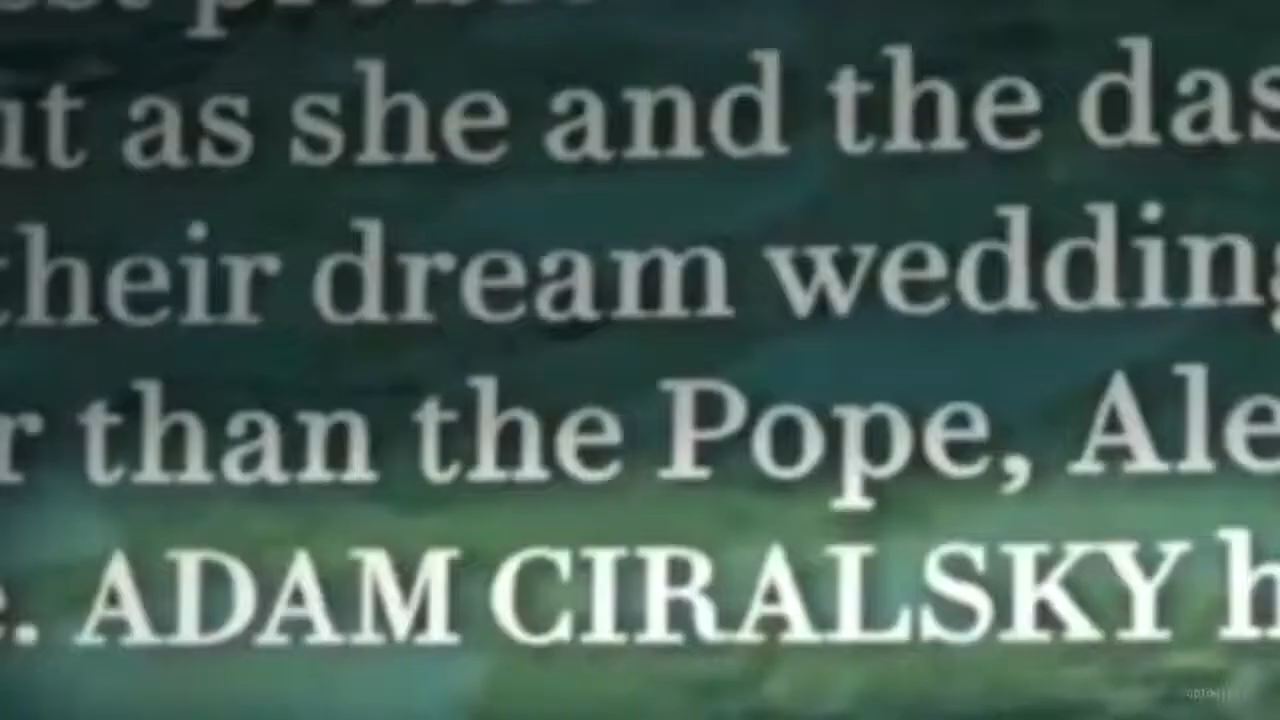 as she and the das
their dream wedding
r than the Pope, Ale
e. ADAM CIRALSKY h